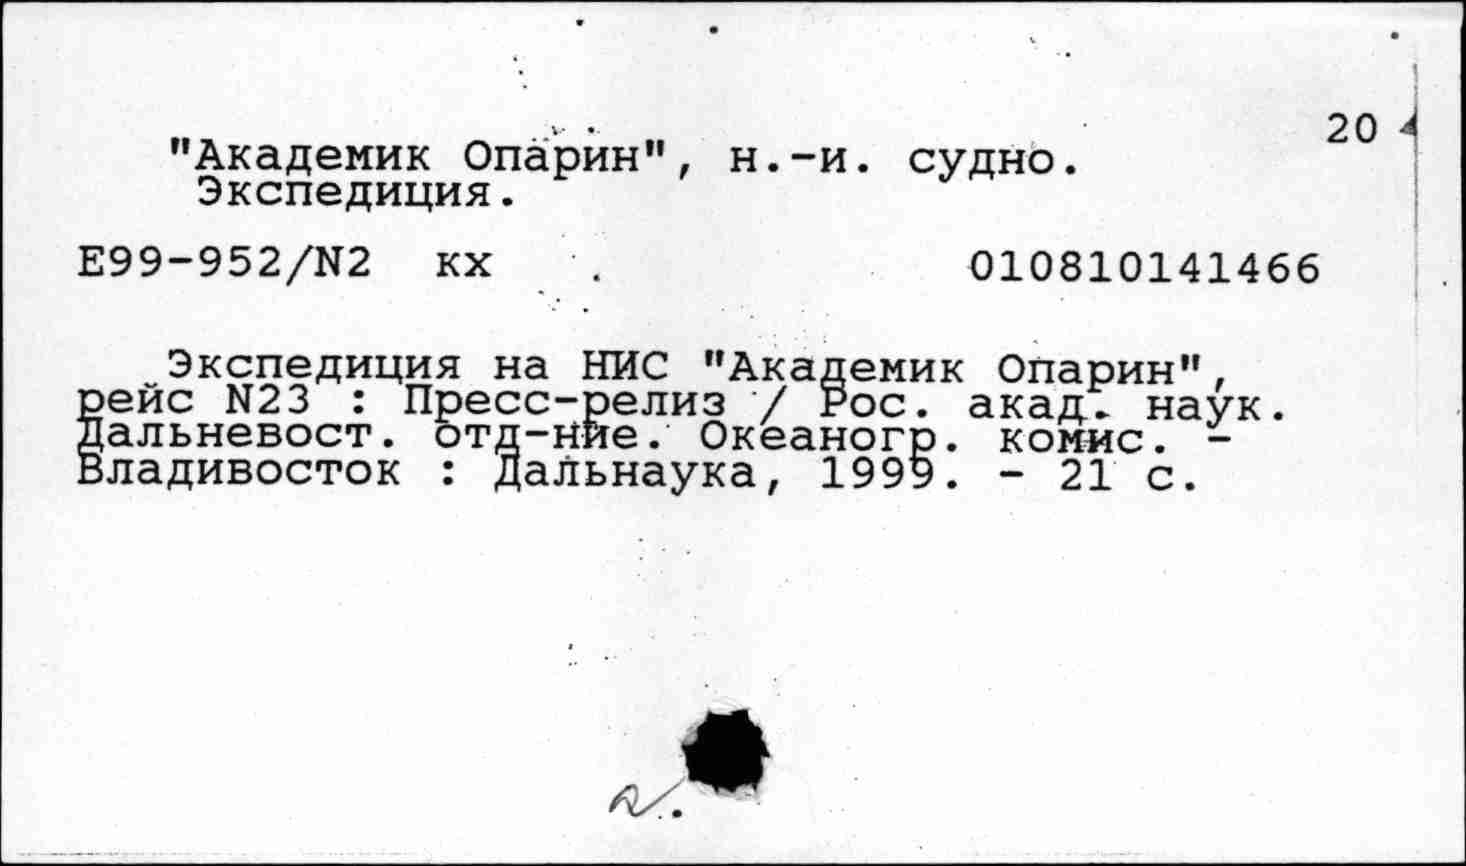 20
"Академик Опарин", н.-и. судно.
Экспедиция.
Е99-952/N2 кх 010810141466
Экспедиция на НИС "Академик Опарин",
рейс N23 : Пресс-релиз / Рос. акад. наук.
Дальневост. отд-ние. Океаногр. комис. -
Владивосток : Дальнаука, 1999. - 21 с.